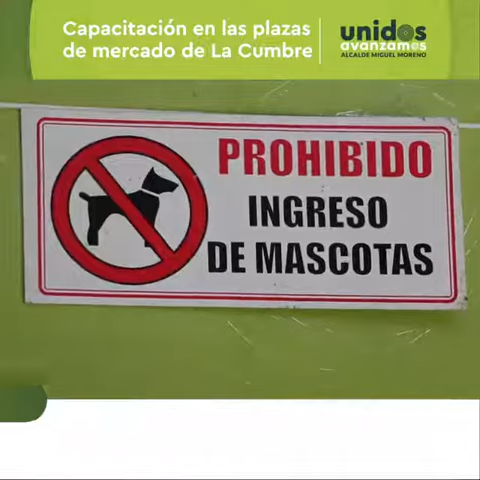 Capacitación en las plazas
de mercado de La Cumbre
unidos
avanzamos
ALCALDE MIGUEL MORENO
PROHIBIDO
INGRESO
DE MASCOTAS